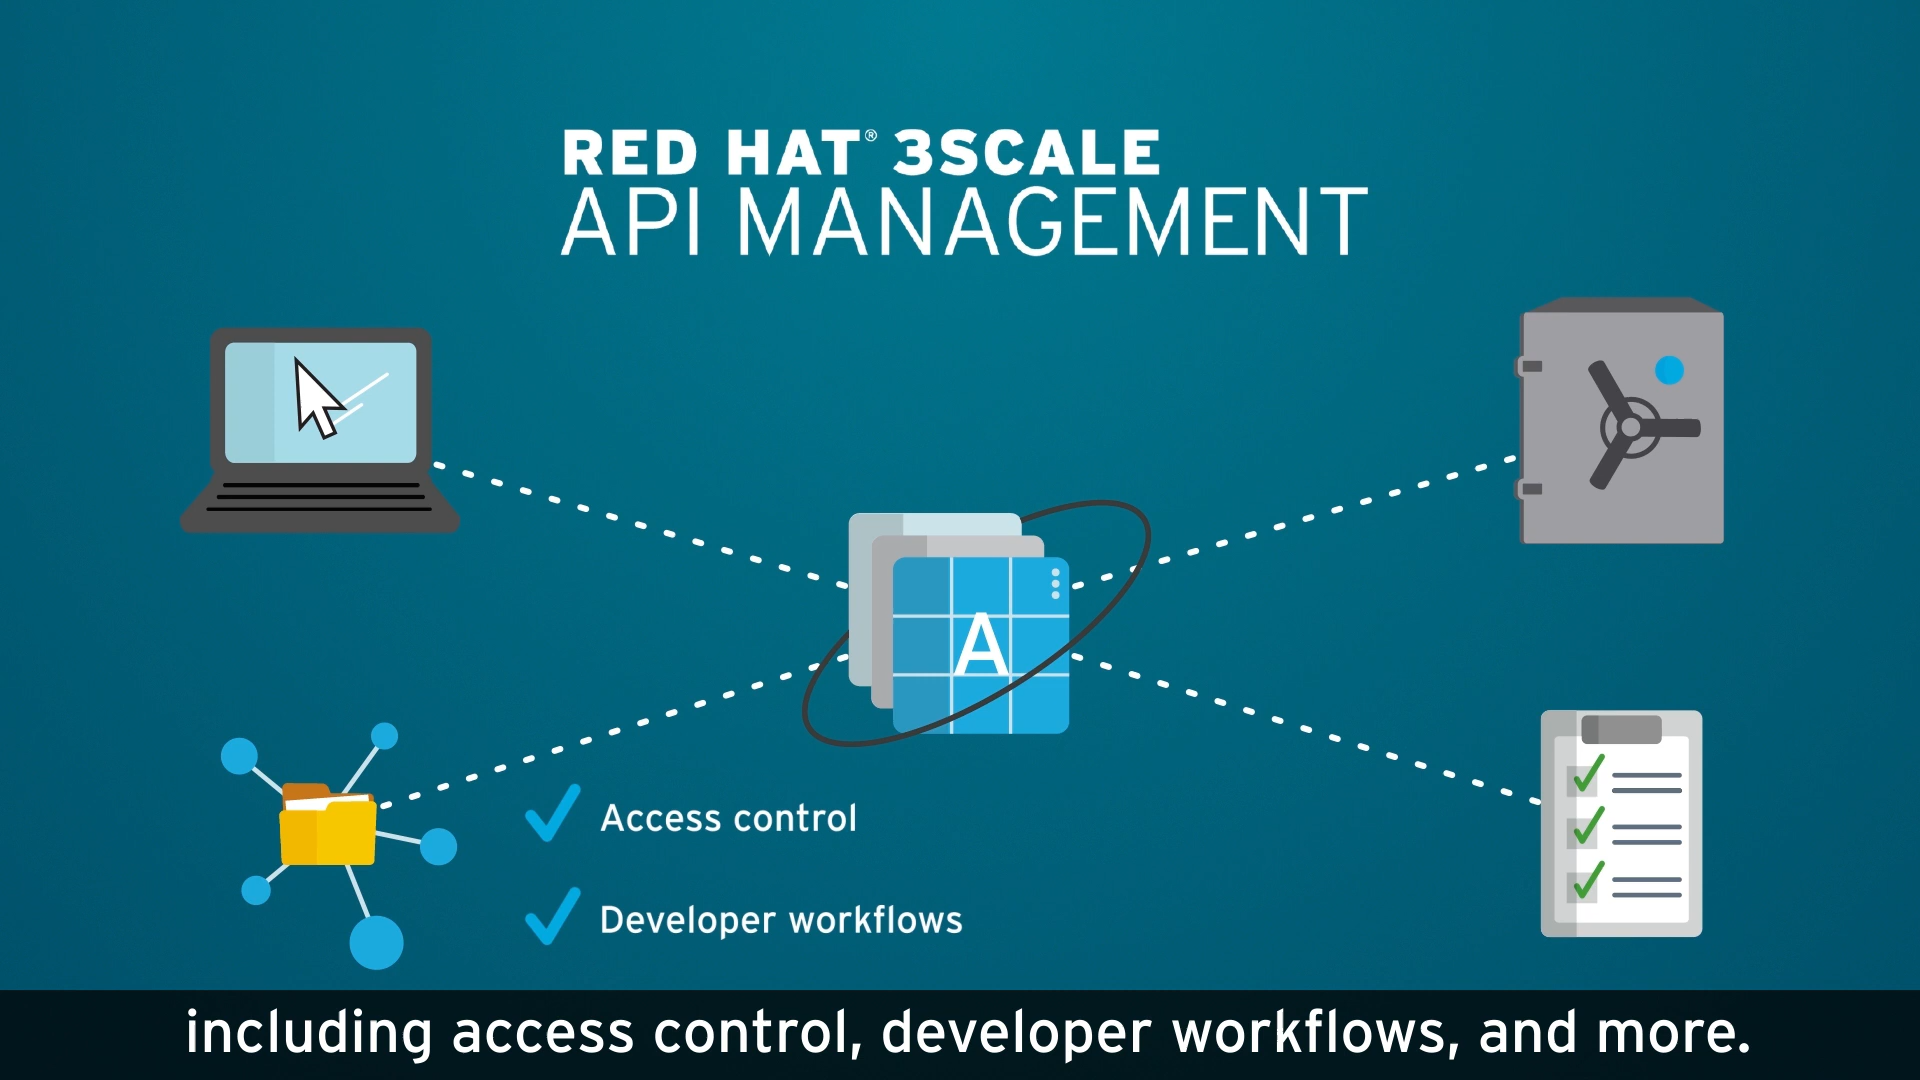 RED HAT® 3SCALE
API MANAGEMENT
A
Access control
Developer workflows
including access control, developer workflows, and more.